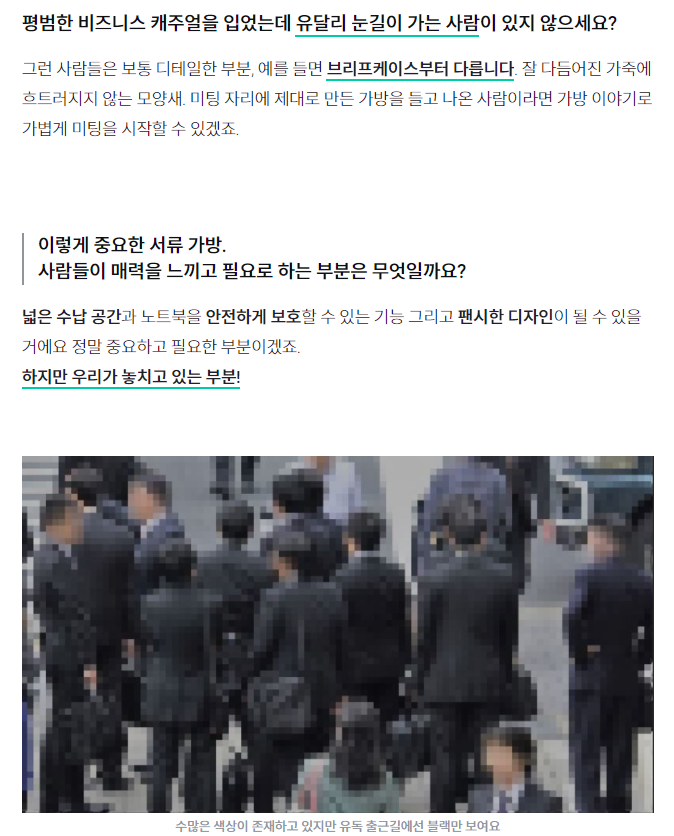 평범한 비즈니스 캐주얼을 입었는데 유달리 눈길이 가는 사람이 있지 않으세요?
그런 사람들은 보통 디테일한 부분, 예를 들면 브리프케이스부터 다릅니다. 잘 다듬어진 가죽에
흐트러지지 않는 모양새. 미팅 자리에 제대로 만든 가방을 들고 나온 사람이라면 가방 이야기로
가볍게 미팅을 시작할 수 있겠죠.
이렇게 중요한 서류 가방.
사람들이 매력을 느끼고 필요로 하는 부분은 무엇일까요?
넓은 수납 공간과 노트북을 안전하게 보호할 수 있는 기능 그리고 팬시한 디자인이 될 수 있을
거에요 정말 중요하고 필요한 부분이겠죠.
하지만 우리가 놓치고 있는 부분!
수많은 색상이 존재하고 있지만 유독 출근길에선 블랙만 보여요